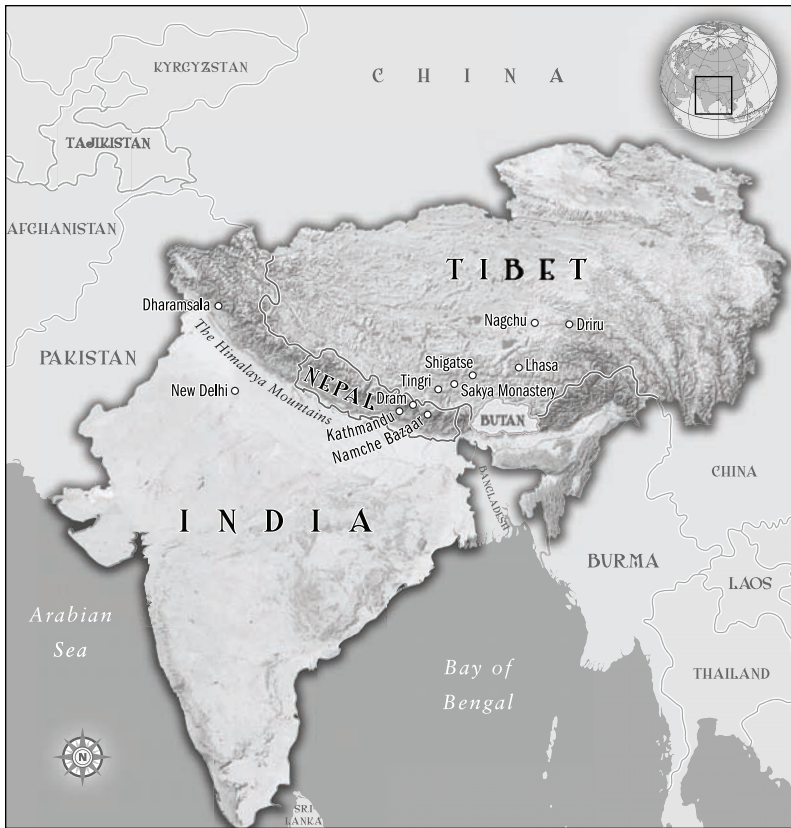 KYRGYZSTAN
CHINA
TAJIKISTAN
AFGHANISTAN
TIBET
Dharamsala
Nagchu
Driru
The Himalaya Mountains
PAKISTAN
Shigatse
Lhasa
Tingri
Sakya Monastery
NEPAL
New Delhi
Dram
Kathmandu
Namche Bazaar
BUTAN
CHINA
BANGLADESH
INDIA
BURMA
LAOS
Arabian
Sea
Bay of
Bengal
THAILAND
N
SRI
LANKA